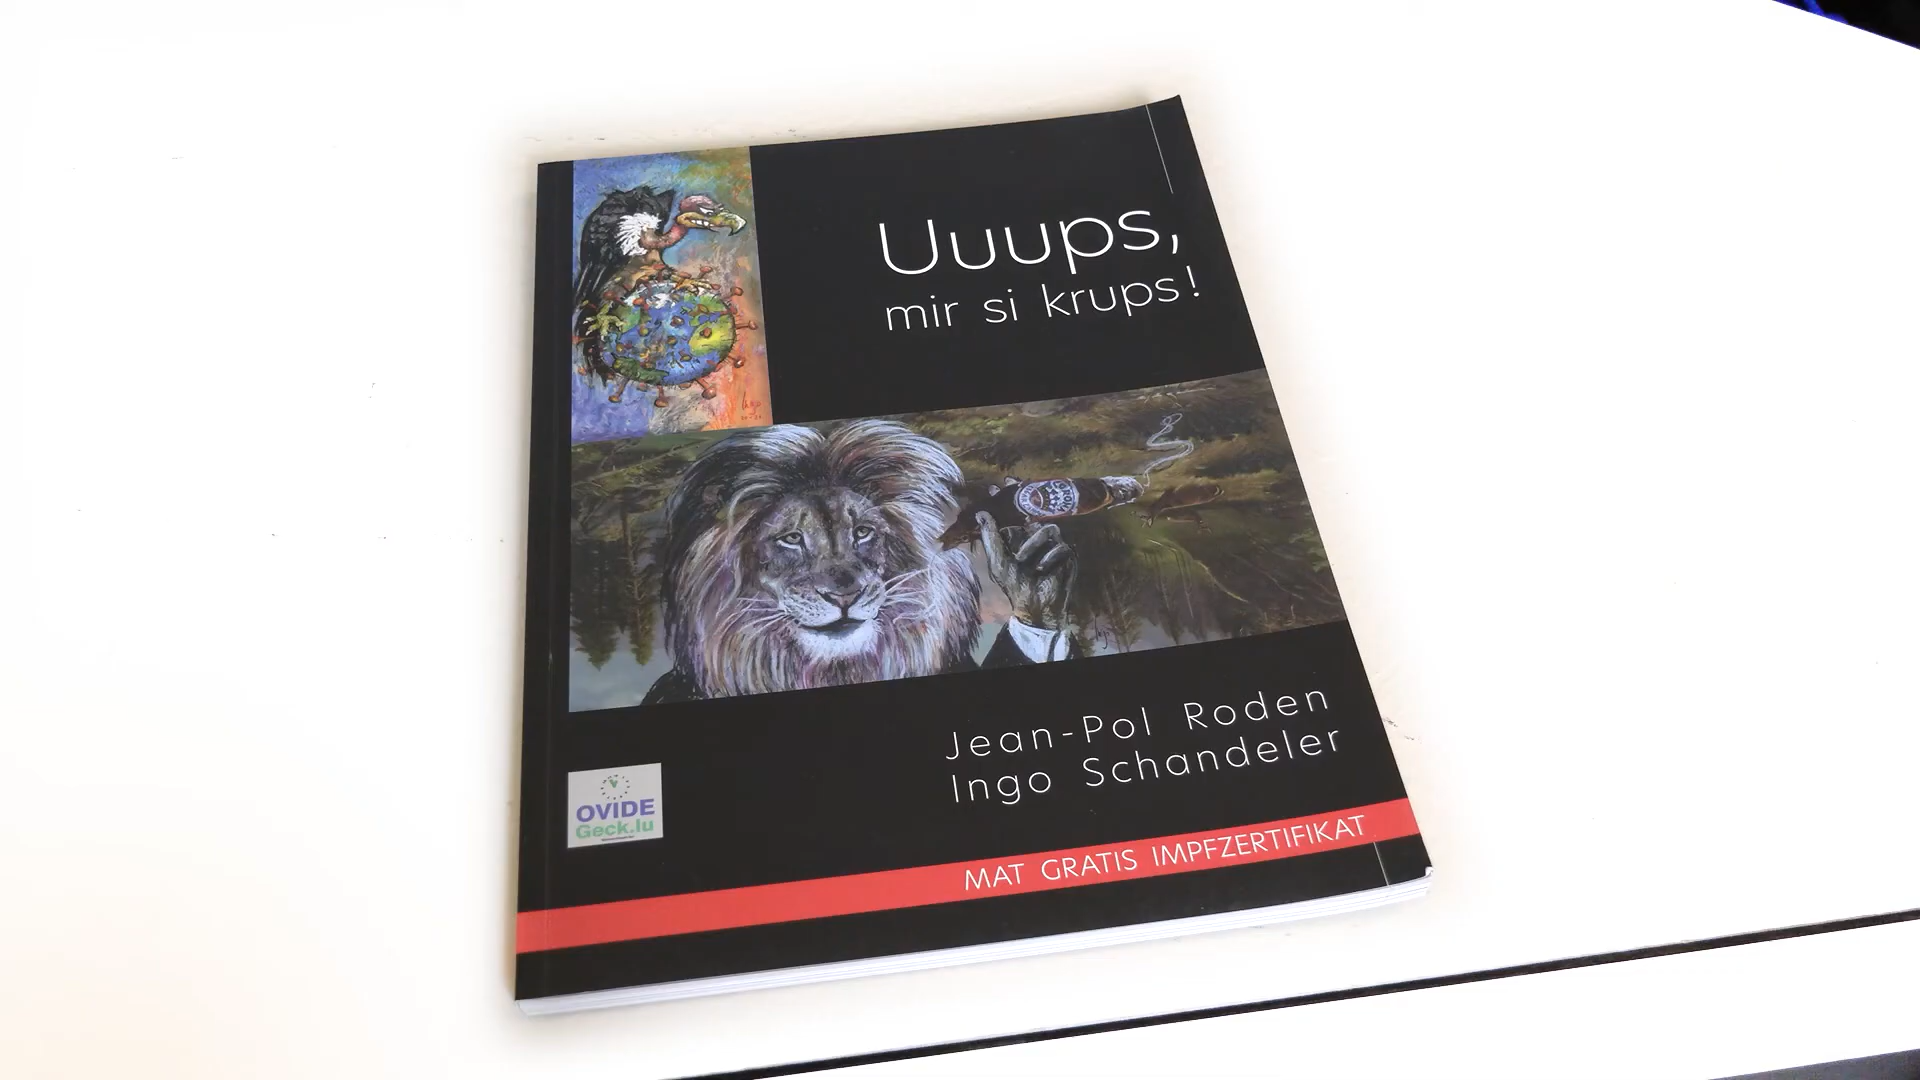 Uuups,
mir si krups!
Jean-Pol Roden
Ingo Schandeler
OVIDE
Geck.lu
MAT GRATIS IMPFZERTIFIKAT